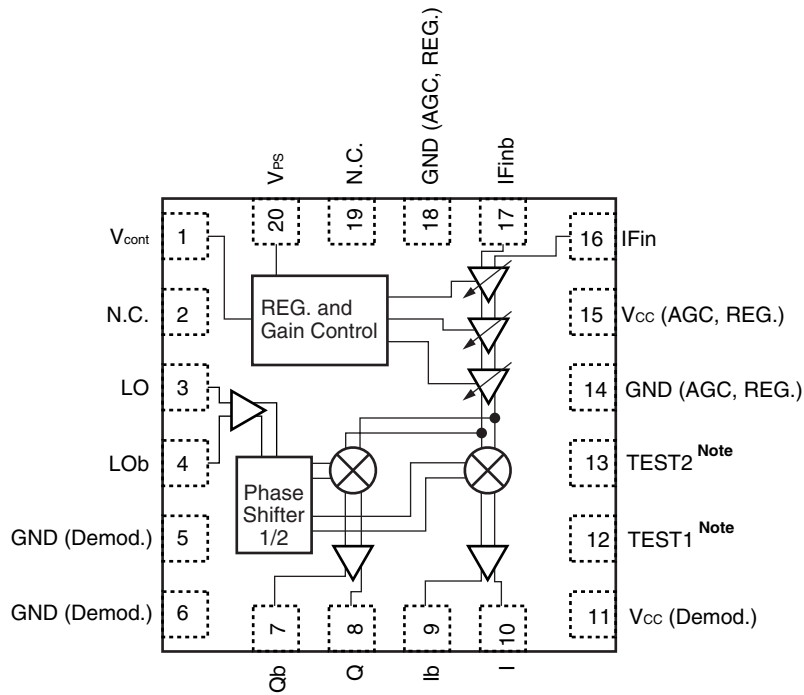 GND (AGC, REG.)
VPS
N.C.
IFinb
20
19
18
17
Vcont
1
16
IFin
N.C.
2
REG. and
Gain Control
15
VCC (AGC, REG.)
LO
3
14
GND (AGC, REG.)
LOb
4
13
TEST2 Note
Phase
Shifter
1/2
GND (Demod.)
5
12
TEST1 Note
GND (Demod.)
6
11
VCC (Demod.)
7
8
9
10
Qb
Q
Ib
I